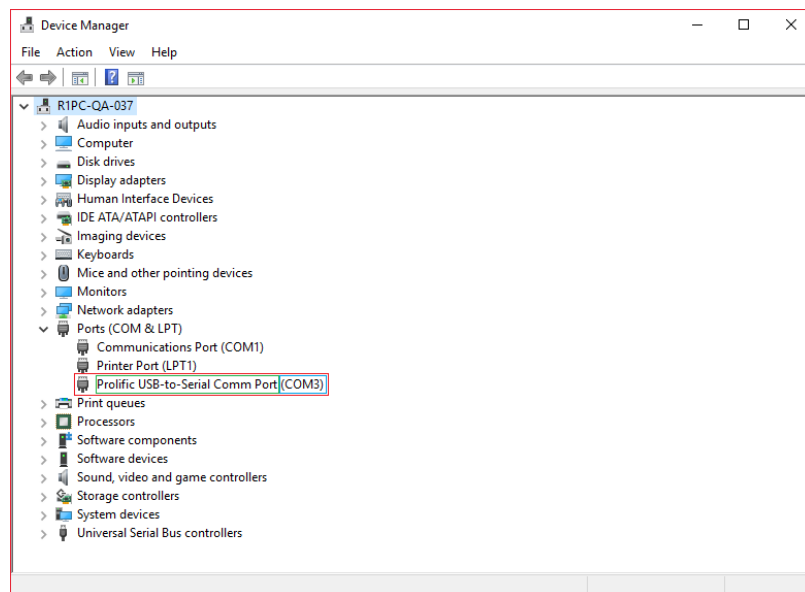 Device Manager
File Action View Help
R1PC-QA-037
Audio inputs and outputs
Computer
Disk drives
Display adapters
Human Interface Devices
IDE ATA/ATAPI controllers
Imaging devices
Keyboards
Mice and other pointing devices
Monitors
Network adapters
Ports (COM & LPT)
Communications Port (COM1)
Printer Port (LPT1)
Prolific USB-to-Serial Comm Port (COM3)
Print queues
Processors
Software components
Software devices
Sound, video and game controllers
Storage controllers
System devices
Universal Serial Bus controllers